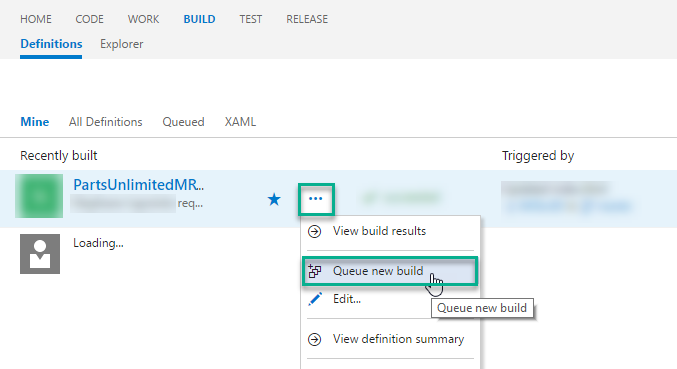 HOME CODE WORK BUILD TEST RELEASE
Definitions Explorer
Mine All Definitions Queued XAML
Recently built Triggered by
PartsUnlimitedMR...
req...
Loading...
View build results
Queue new build
Edit...
Queue new build
View definition summary